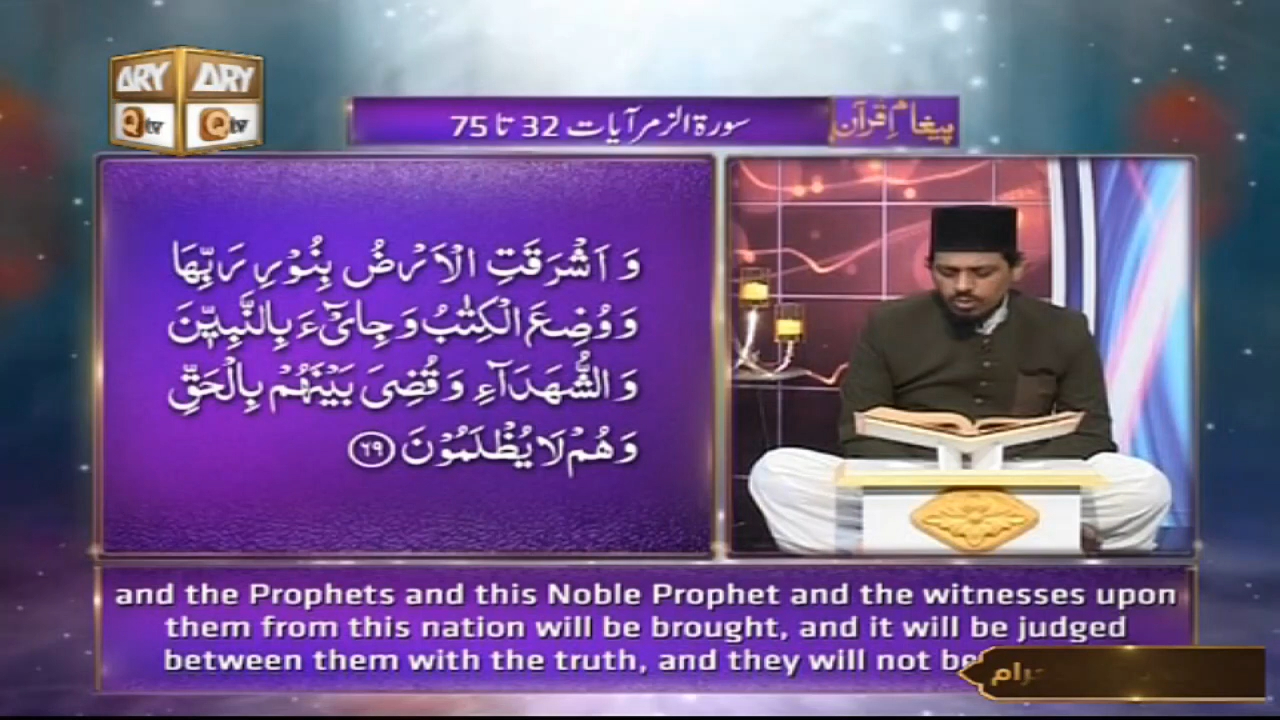 ARY ARY
Qtv Qtv
پیغامِ قرآن
سورۃ الزمر آیات 32 تا 75
وَ اَشْرَقَتِ الْاَرْضُ بِنُوْرِ رَبِّهَا
وَ وُضِعَ الْكِتٰبُ وَ جِایْٓءَ بِالنَّبِیّٖنَ
وَ الشُّهَدَآءِ وَ قُضِیَ بَیْنَهُمْ بِالْحَقِّ
وَ هُمْ لَا یُظْلَمُوْنَ ﴿۶۹﴾
and the Prophets and this Noble Prophet and the witnesses upon
them from this nation will be brought, and it will be judged
between them with the truth, and they will not be